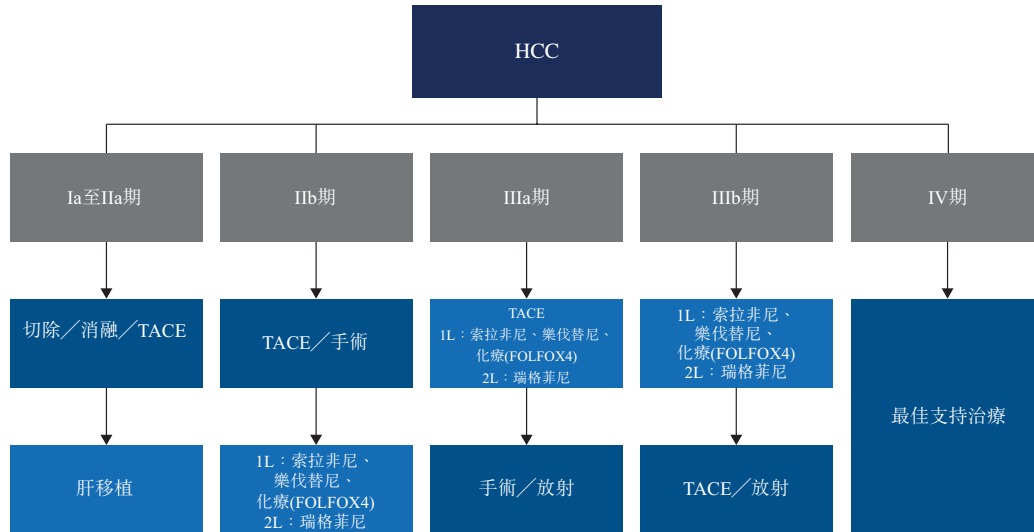 HCC
Ia至IIa期
IIb期
IIIa期
IIIb期
IV期
切除／消融／TACE
TACE／手術
TACE
1L：索拉非尼、樂伐替尼、
化療(FOLFOX4)
2L：瑞格菲尼
1L：索拉非尼、
樂伐替尼、
化療(FOLFOX4)
2L：瑞格菲尼
最佳支持治療
肝移植
1L：索拉非尼、
樂伐替尼、
化療(FOLFOX4)
2L：瑞格菲尼
手術／放射
TACE／放射